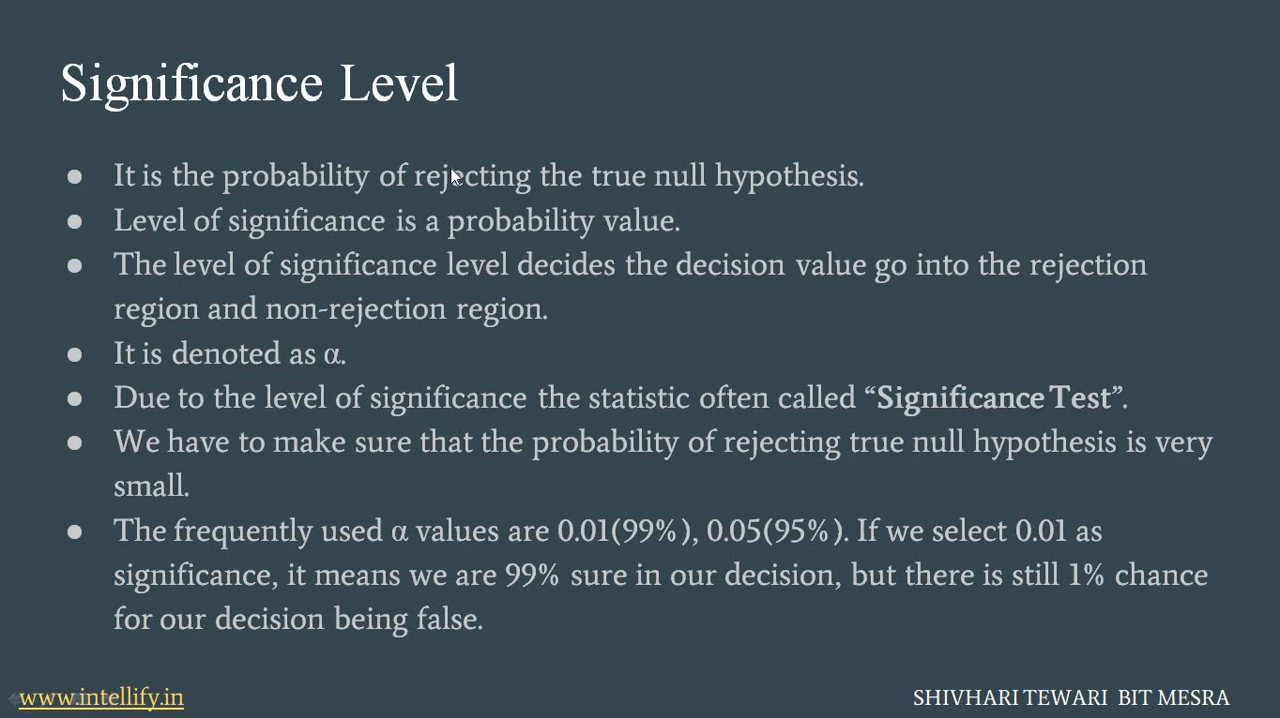 Significance Level
● It is the probability of rejecting the true null hypothesis.
● Level of significance is a probability value.
● The level of significance level decides the decision value go into the rejection
region and non-rejection region.
● It is denoted as α.
● Due to the level of significance the statistic often called “Significance Test”.
● We have to make sure that the probability of rejecting true null hypothesis is very
small.
● The frequently used α values are 0.01(99%), 0.05(95%). If we select 0.01 as
significance, it means we are 99% sure in our decision, but there is still 1% chance
for our decision being false.
www.intellify.in
SHIVHARI TEWARI BIT MESRA